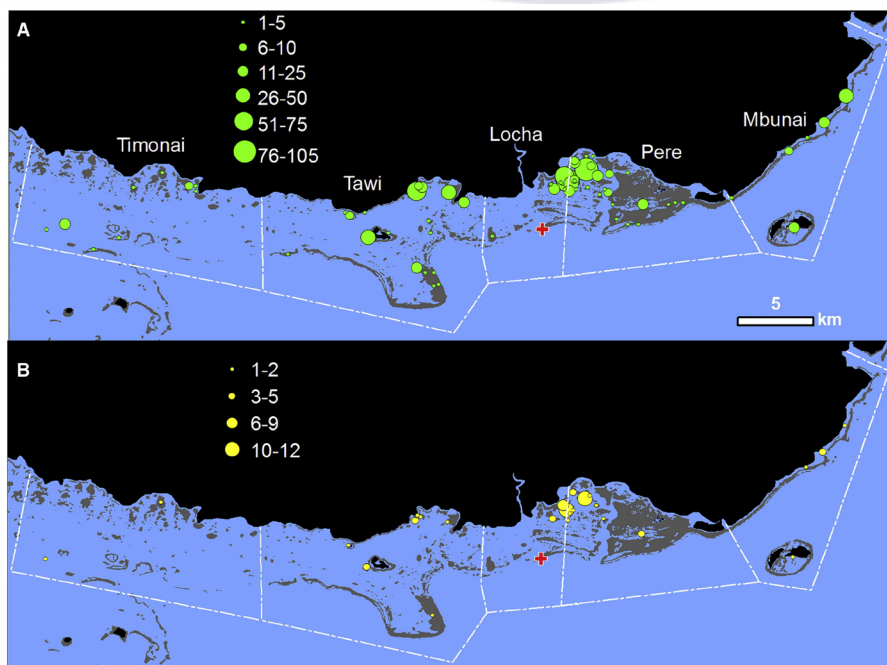 A
1-5
6-10
11-25
26-50
51-75
76-105
Timonai
Tawi
Locha
Pere
Mbunai
5
km
B
1-2
3-5
6-9
10-12